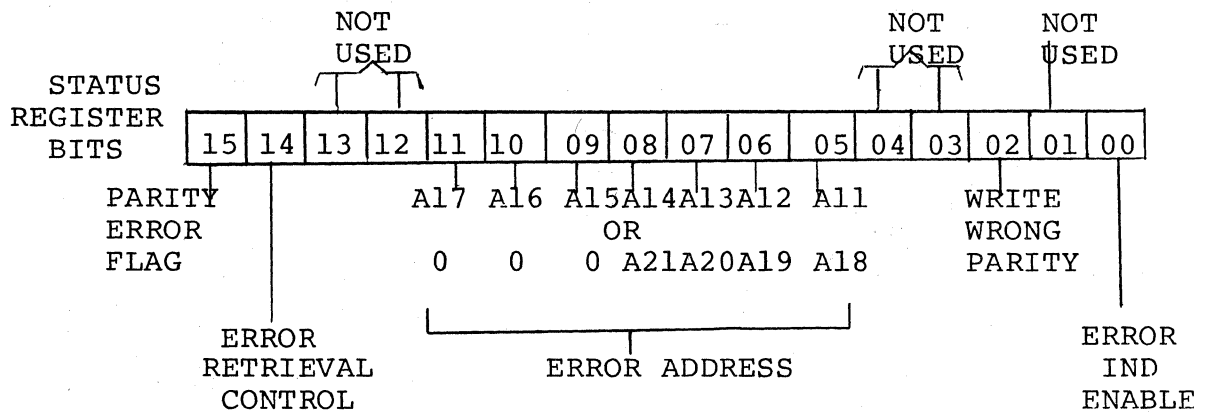 NOT NOT NOT
USED USED USED
STATUS
REGISTER
BITS 15 14 13 12 11 10 09 08 07 06 05 04 03 02 01 00
PARITY A17 A16 A15 A14 A13 A12 A11 WRITE
ERROR OR WRONG
FLAG 0 0 0 A21 A20 A19 A18 PARITY
ERROR ERROR
RETRIEVAL ERROR ADDRESS IND
CONTROL ENABLE